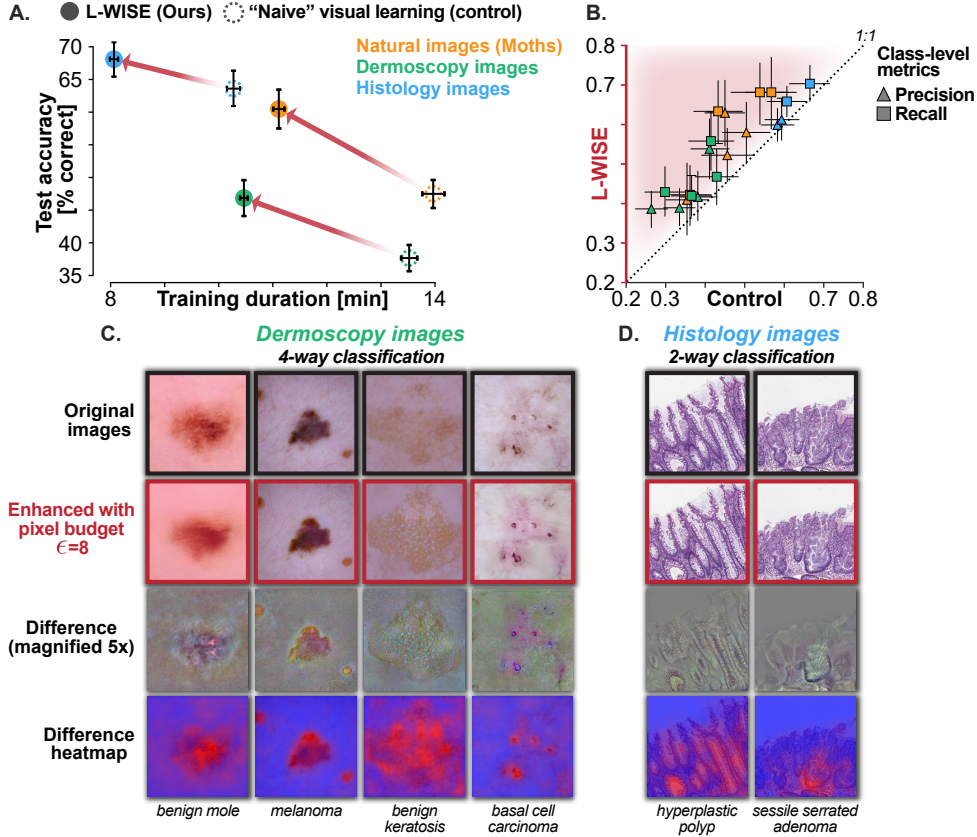 A.
L-WISE (Ours)
"Naive" visual learning (control)
70
65
40
35
Test accuracy
[% correct]
Natural images (Moths)
Dermoscopy images
Histology images
8
Training duration [min]
14
B.
1:1
0.8
0.7
0.3
0.2
L-WISE
0.2
0.3
Control
0.7
0.8
Class-level
metrics
Precision
Recall
C.
Dermoscopy images
4-way classification
D.
Histology images
2-way classification
Original
images
Enhanced with
pixel budget
ϵ=8
Difference
(magnified 5x)
Difference
heatmap
benign mole
melanoma
benign
keratosis
basal cell
carcinoma
hyperplastic
polyp
sessile serrated
adenoma